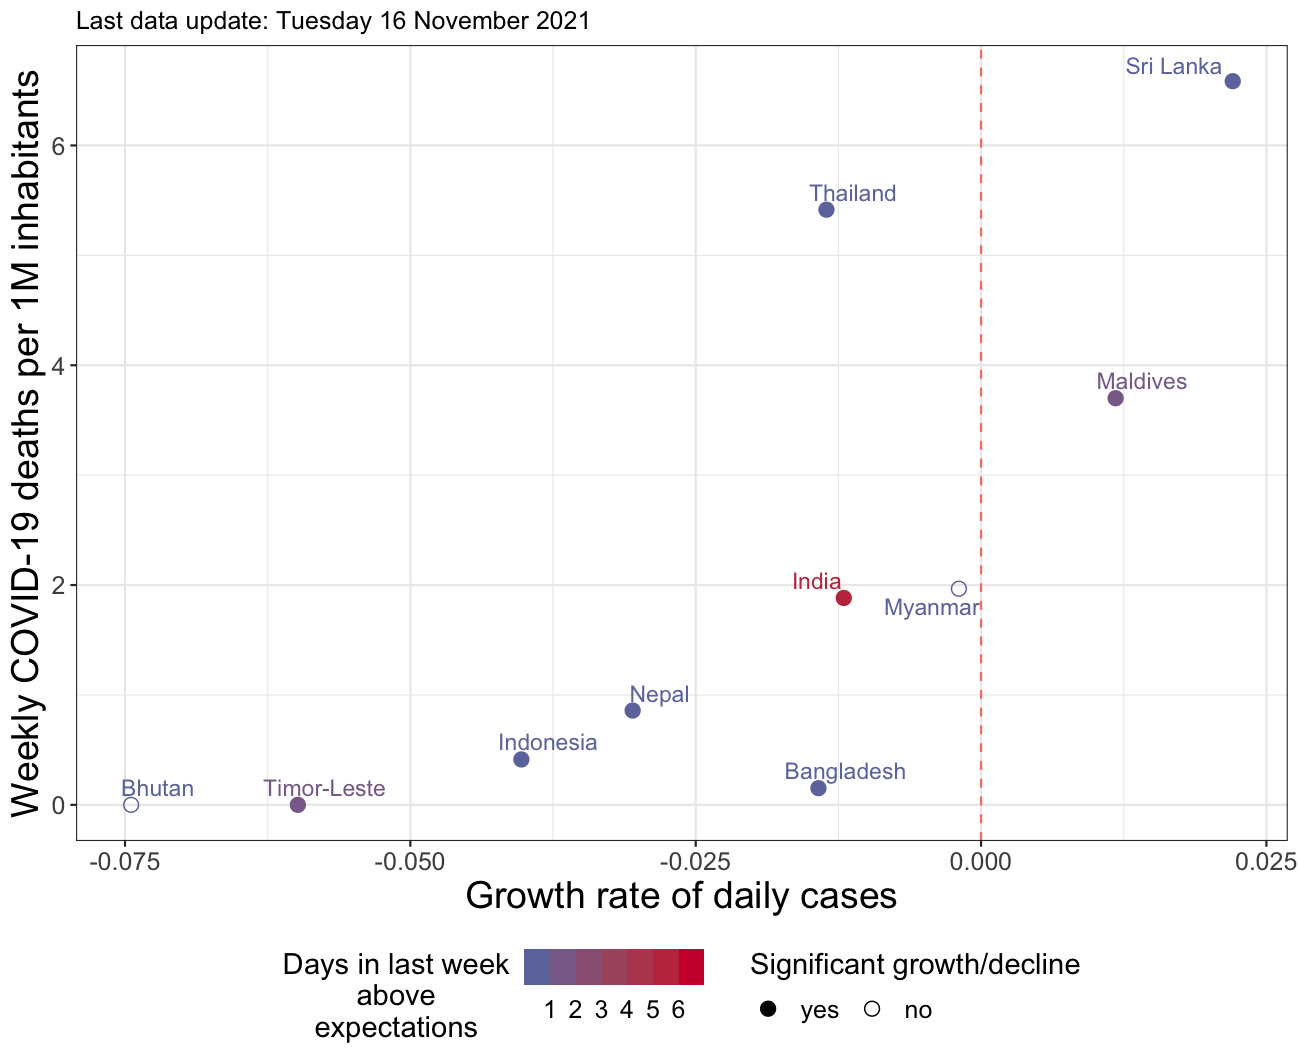 Last data update: Tuesday 16 November 2021
Weekly COVID-19 deaths per 1M inhabitants
6
4
2
0
Sri Lanka
Thailand
Maldives
India
Myanmar
Nepal
Indonesia
Bangladesh
Bhutan
Timor-Leste
-0.075
-0.050
-0.025
0.000
0.025
Growth rate of daily cases
Days in last week
above
expectations
1 2 3 4 5 6
Significant growth/decline
yes
no